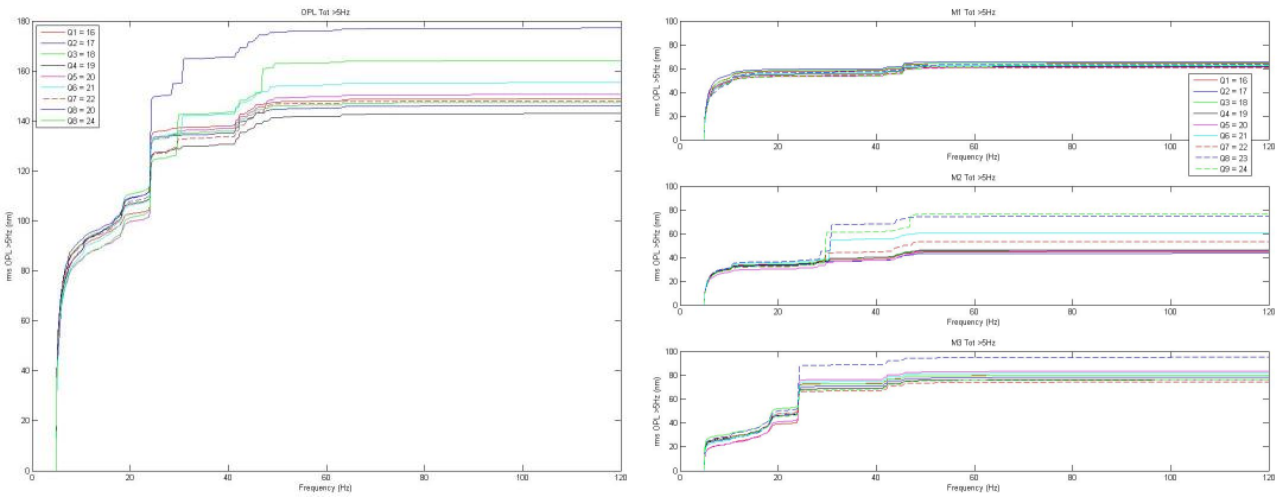 OPL Tot >5Hz
180
160
140
120
100
80
60
40
20
0
rms OPL >5Hz (nm)
Q1 = 16
Q2 = 17
Q3 = 18
Q4 = 19
Q5 = 20
Q6 = 21
Q7 = 22
Q8 = 20
Q8 = 24
0 20 40 60 80 100 120
Frequency (Hz)
M1 Tot >5Hz
100
80
60
40
20
0
rms OPL >5Hz (nm)
0 20 40 60 80 100 120
Frequency (Hz)
Q1 = 16
Q2 = 17
Q3 = 18
Q4 = 19
Q5 = 20
Q6 = 21
Q7 = 22
Q8 = 23
Q9 = 24
M2 Tot >5Hz
100
80
60
40
20
0
rms OPL >5Hz (nm)
0 20 40 60 80 100 120
Frequency (Hz)
M3 Tot >5Hz
100
80
60
40
20
0
rms OPL >5Hz (nm)
0 20 40 60 80 100 120
Frequency (Hz)